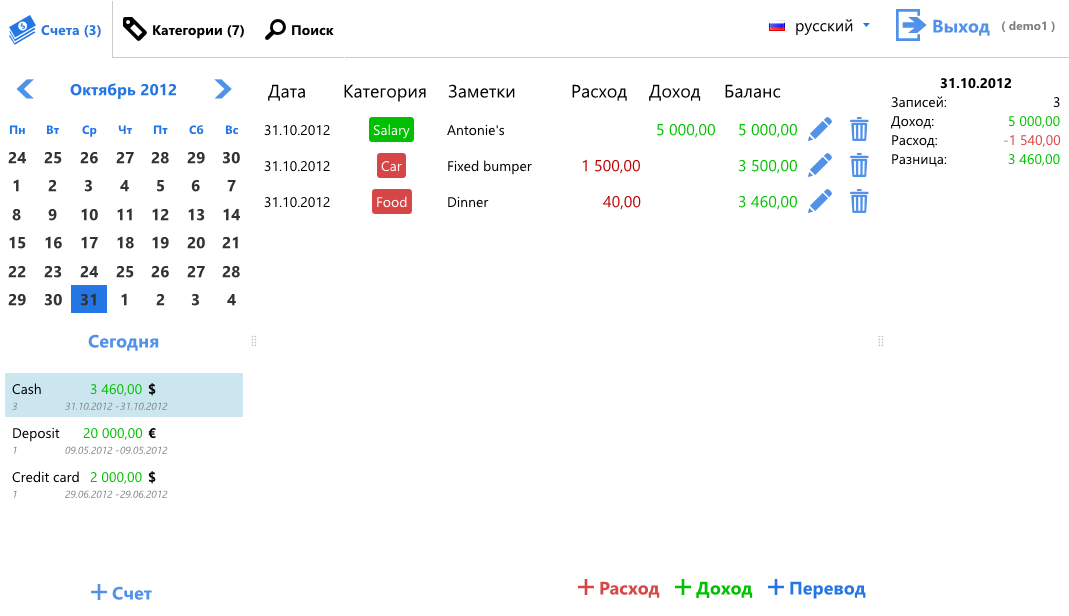 Счета (3) Категории (7) Поиск русский Выход ( demo1 )
Октябрь 2012
Пн Вт Ср Чт Пт Сб Вс
24 25 26 27 28 29 30
1 2 3 4 5 6 7
8 9 10 11 12 13 14
15 16 17 18 19 20 21
22 23 24 25 26 27 28
29 30 31 1 2 3 4
Сегодня
Cash 3 460,00 $
3 31.10.2012 -31.10.2012
Deposit 20 000,00 €
1 09.05.2012 -09.05.2012
Credit card 2 000,00 $
1 29.06.2012 -29.06.2012
+ Счет
Дата Категория Заметки Расход Доход Баланс
31.10.2012 Salary Antonie's 5 000,00 5 000,00
31.10.2012 Car Fixed bumper 1 500,00 3 500,00
31.10.2012 Food Dinner 40,00 3 460,00
+ Расход + Доход + Перевод
31.10.2012
Записей: 3
Доход: 5 000,00
Расход: -1 540,00
Разница: 3 460,00